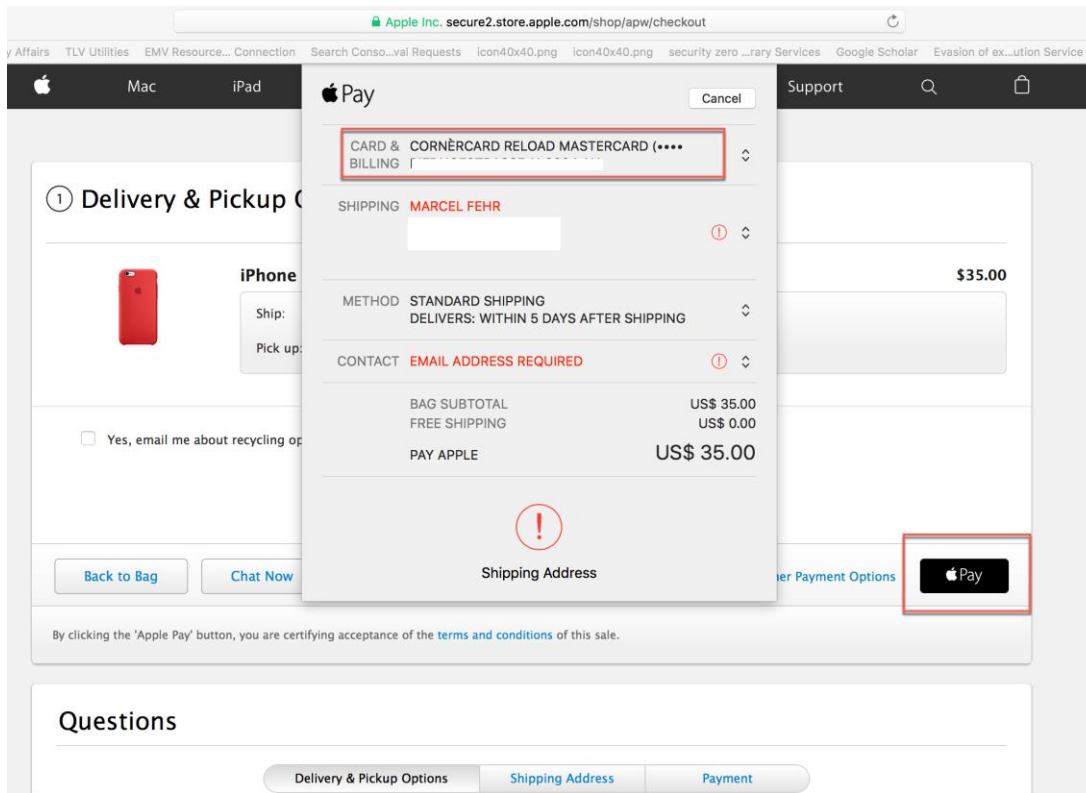 Apple Inc. secure2.store.apple.com/shop/apw/checkout
y Affairs TLV Utilities EMV Resource... Connection Search Conso...val Requests icon40x40.png icon40x40.png security zero ...rary Services Google Scholar Evasion of ex...ution Service
Mac iPad Support
Pay Cancel
CARD & CORNÈRCARD RELOAD MASTERCARD (••••
BILLING
1 Delivery & Pickup
SHIPPING MARCEL FEHR
iPhone $35.00
METHOD STANDARD SHIPPING
Ship: DELIVERS: WITHIN 5 DAYS AFTER SHIPPING
Pick up:
CONTACT EMAIL ADDRESS REQUIRED
BAG SUBTOTAL US$ 35.00
FREE SHIPPING US$ 0.00
Yes, email me about recycling
PAY APPLE US$ 35.00
Shipping Address
Back to Bag Chat Now Payment Options Pay
By clicking the 'Apple Pay' button, you are certifying acceptance of the terms and conditions of this sale.
Questions
Delivery & Pickup Options Shipping Address Payment